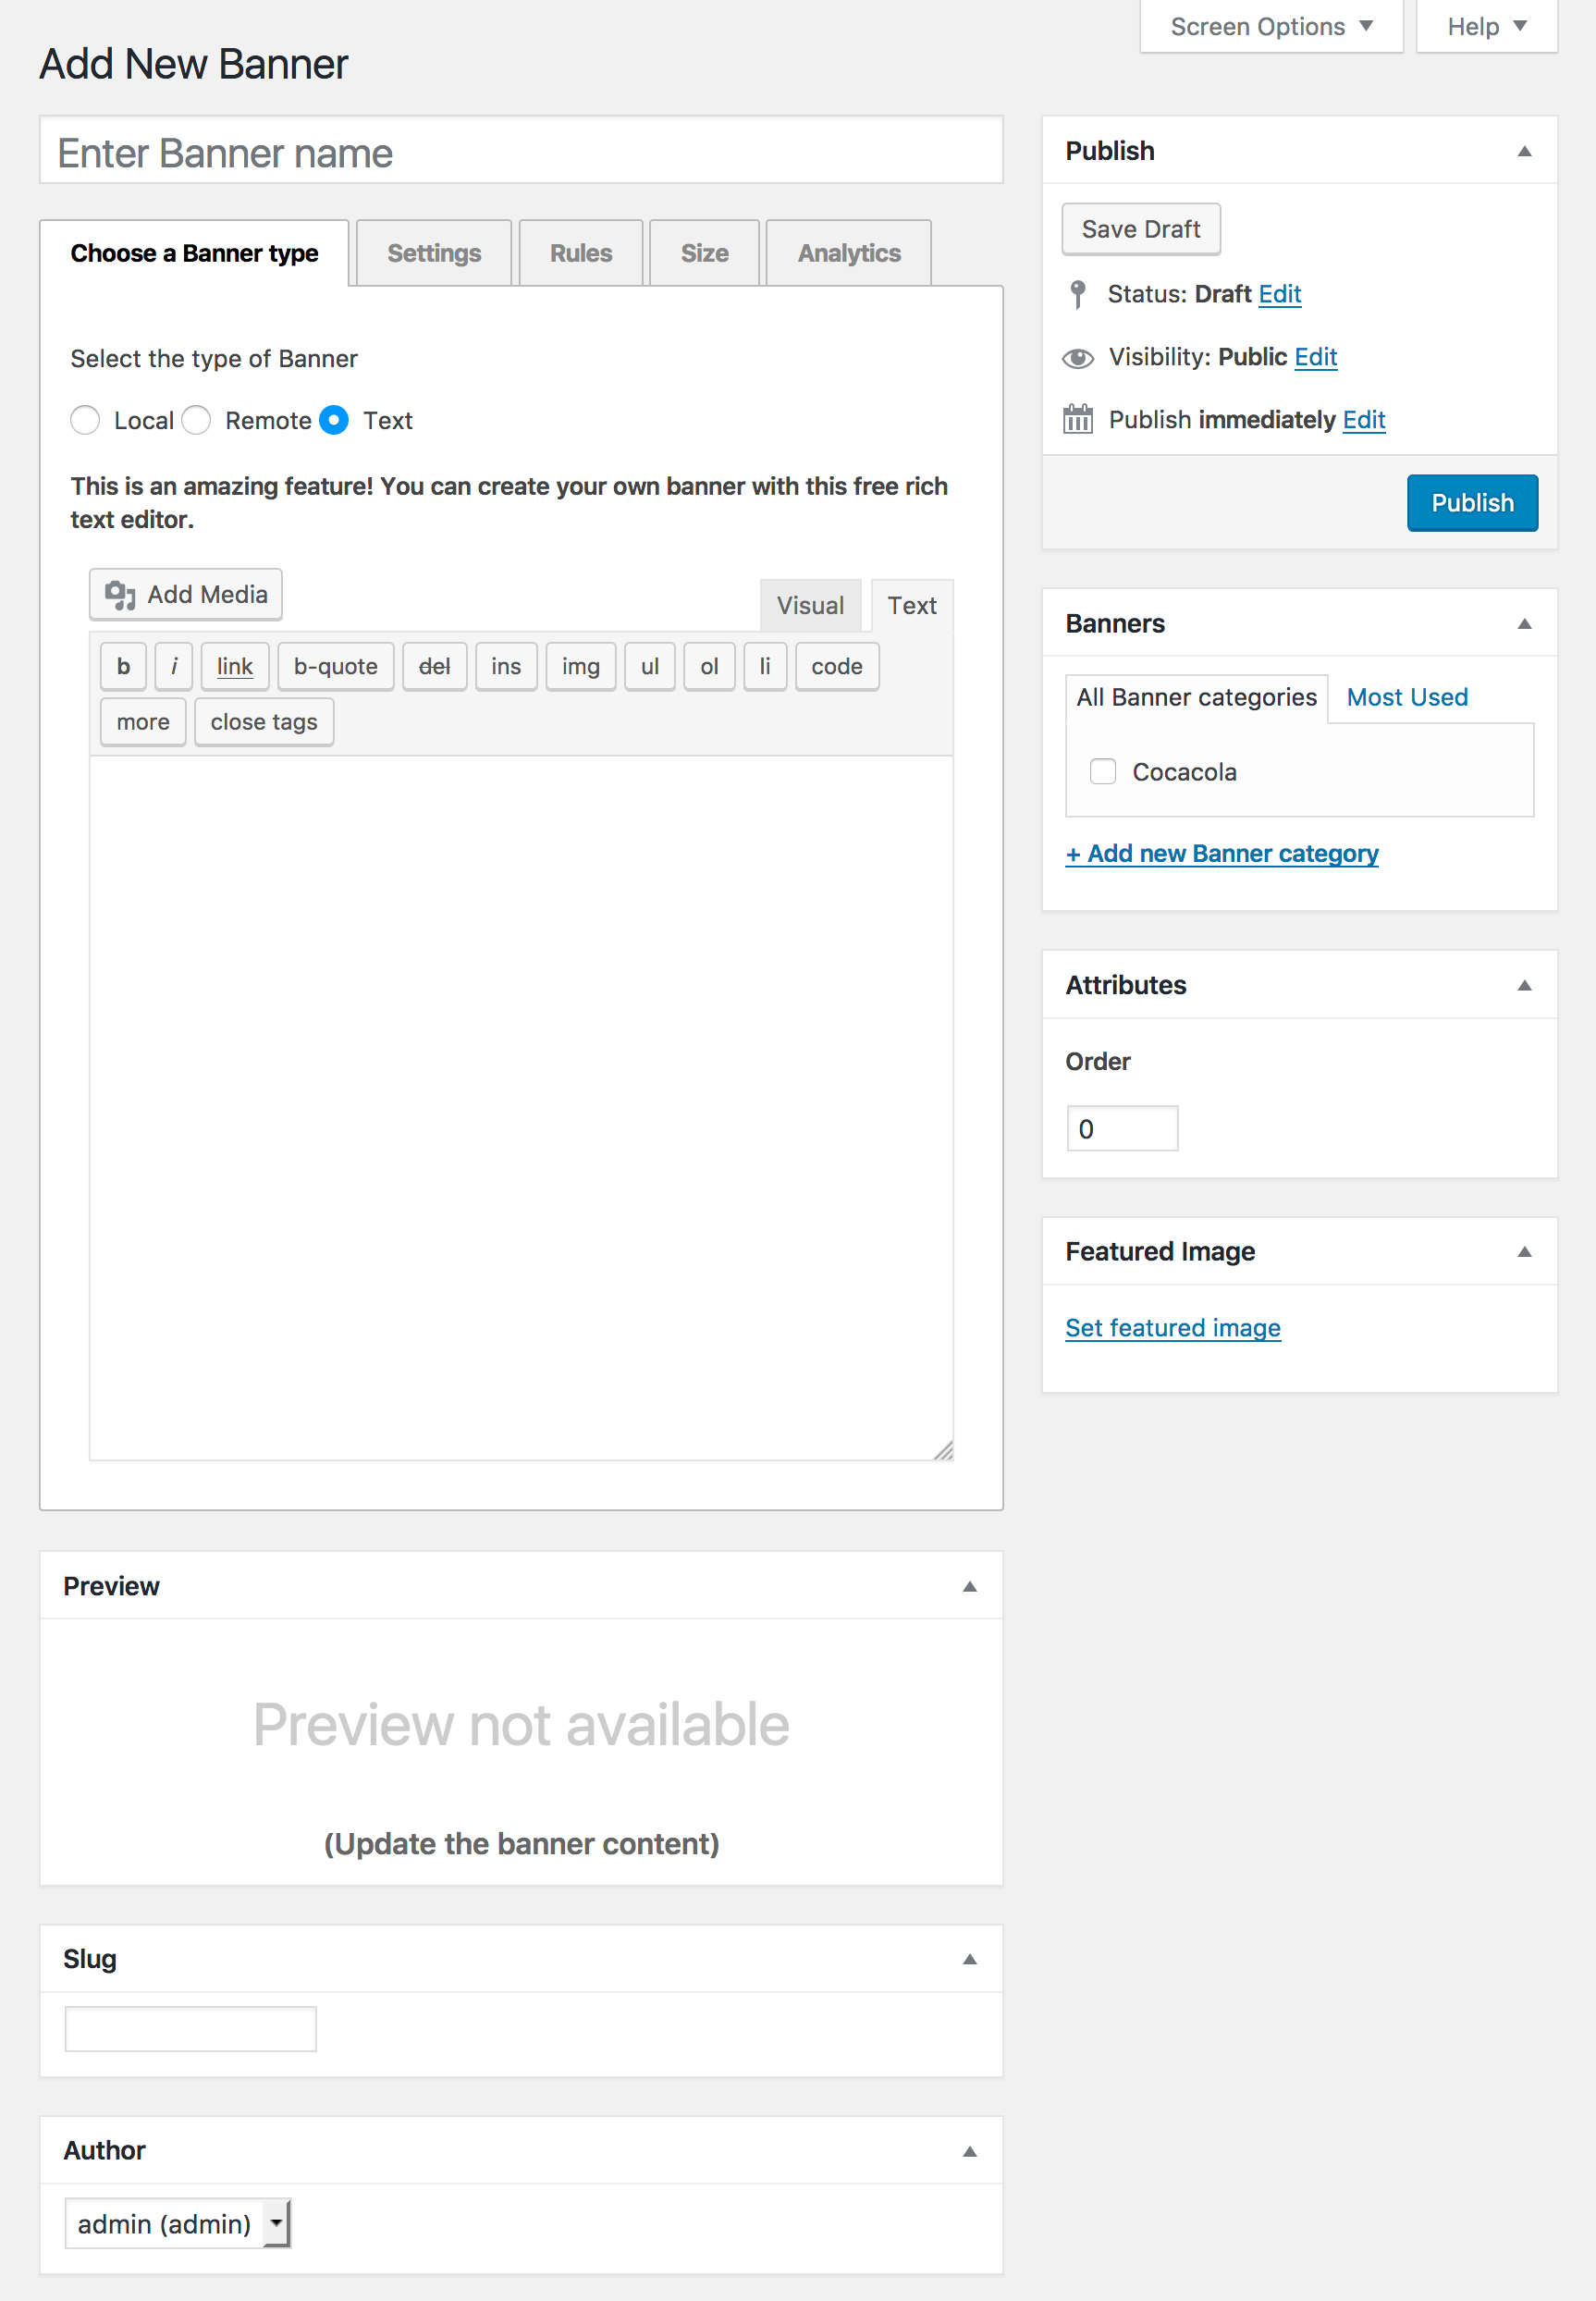 Screen Options
Help
Add New Banner
Enter Banner name
Choose a Banner type
Settings
Rules
Size
Analytics
Select the type of Banner
Local
Remote
Text
This is an amazing feature! You can create your own banner with this free rich
text editor.
Add Media
Visual
Text
b
i
link
b-quote
del
ins
img
ul
ol
li
code
more
close tags
Preview
Preview not available
(Update the banner content)
Slug
Author
admin (admin)
Publish
Save Draft
Status: Draft Edit
Visibility: Public Edit
Publish immediately Edit
Publish
Banners
All Banner categories
Most Used
Cocacola
+ Add new Banner category
Attributes
Order
0
Featured Image
Set featured image